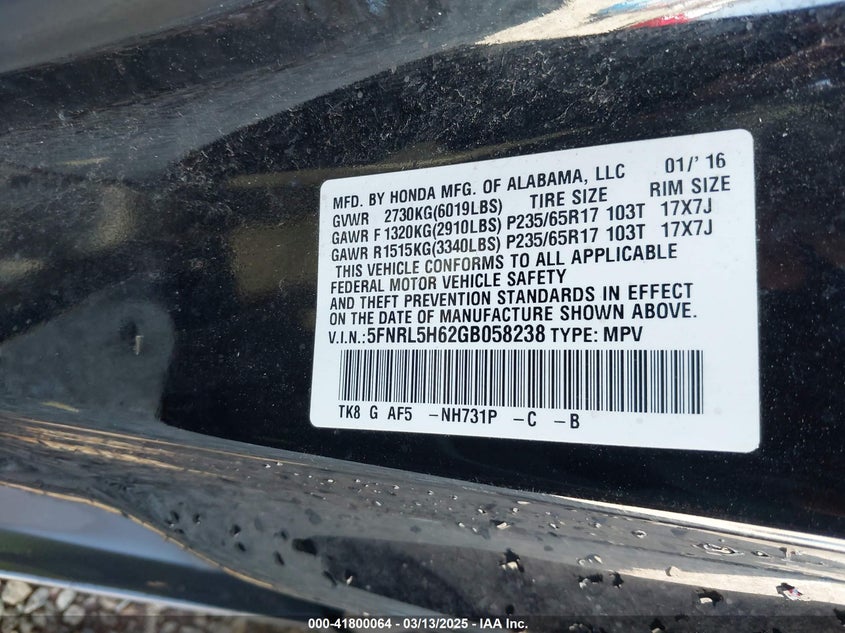 MFD. BY HONDA MFG. OF ALABAMA, LLC 01/' 16
GVWR 2730KG(6019LBS) TIRE SIZE RIM SIZE
GAWR F 1320KG(2910LBS) P235/65R17 103T 17X7J
GAWR R1515KG(3340LBS) P235/65R17 103T 17X7J
THIS VEHICLE CONFORMS TO ALL APPLICABLE
FEDERAL MOTOR VEHICLE SAFETY
AND THEFT PREVENTION STANDARDS IN EFFECT
ON THE DATE OF MANUFACTURE SHOWN ABOVE.
V.I.N.:5FNRL5H62GB058238 TYPE: MPV
TK8 G AF5 -NH731P -C -B
000-41800064 - 03/13/2025 - IAA Inc.